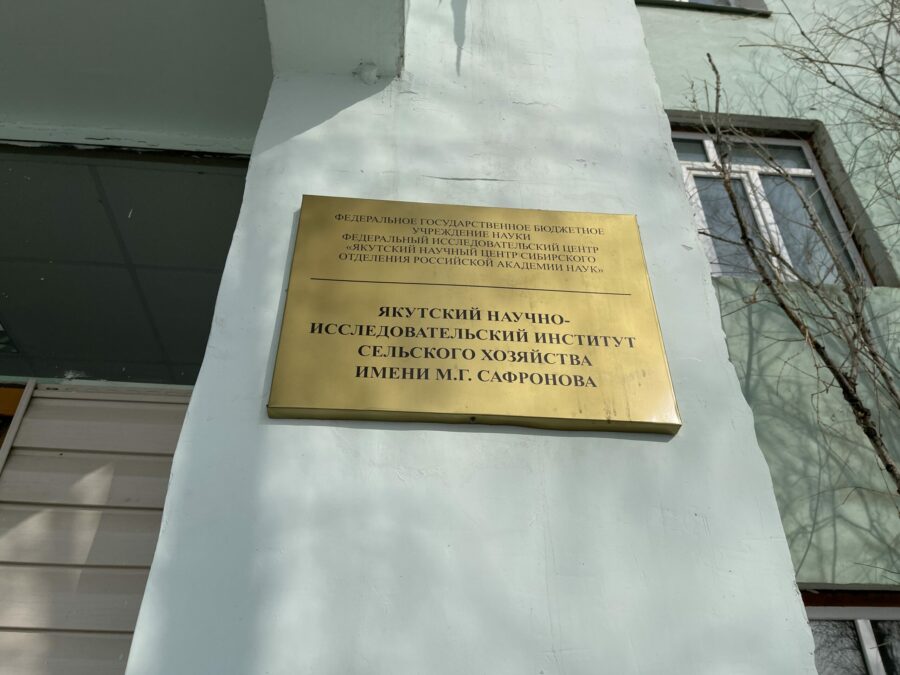 ФЕДЕРАЛЬНОЕ ГОСУДАРСТВЕННОЕ БЮДЖЕТНОЕ
УЧРЕЖДЕНИЕ НАУКИ
ФЕДЕРАЛЬНЫЙ ИССЛЕДОВАТЕЛЬСКИЙ ЦЕНТР
«ЯКУТСКИЙ НАУЧНЫЙ ЦЕНТР СИБИРСКОГО
ОТДЕЛЕНИЯ РОССИЙСКОЙ АКАДЕМИИ НАУК»
ЯКУТСКИЙ НАУЧНО-
ИССЛЕДОВАТЕЛЬСКИЙ ИНСТИТУТ
СЕЛЬСКОГО ХОЗЯЙСТВА
ИМЕНИ М.Г. САФРОНОВА